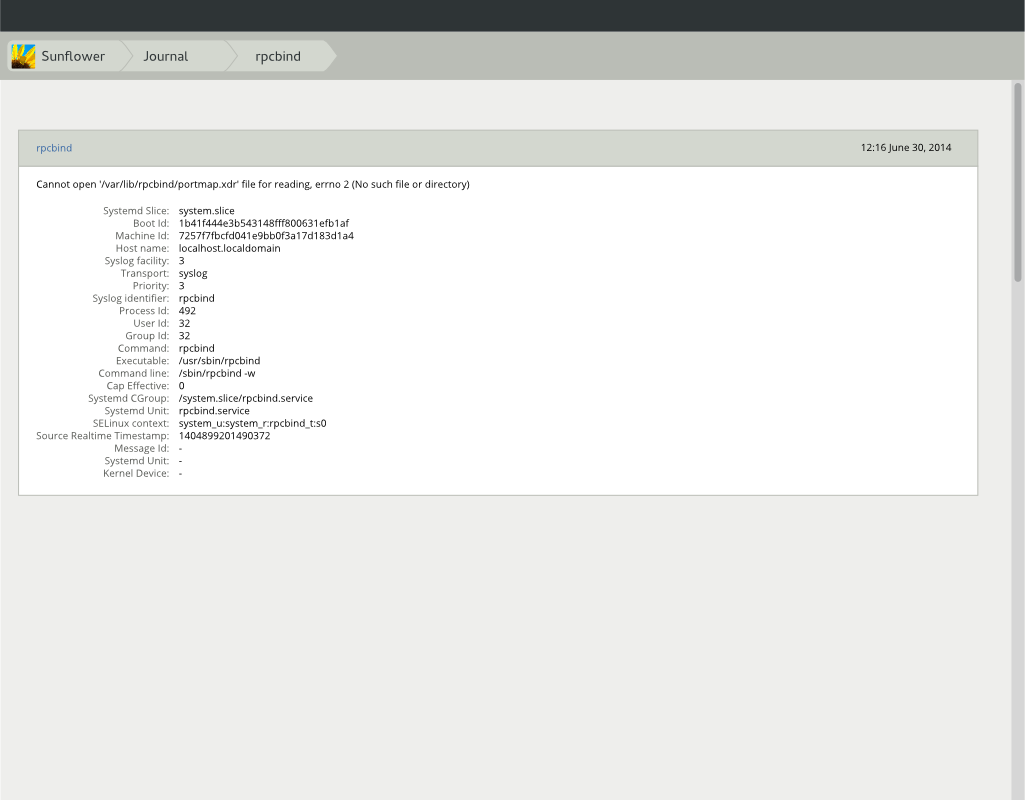 Sunflower Journal rpcbind
rpcbind 12:16 June 30, 2014
Cannot open '/var/lib/rpcbind/portmap.xdr' file for reading, errno 2 (No such file or directory)
Systemd Slice: system.slice
Boot Id: 1b41f444e3b543148fff800631efb1af
Machine Id: 7257f7fbcfd041e9bb0f3a17d183d1a4
Host name: localhost.localdomain
Syslog facility: 3
Transport: syslog
Priority: 3
Syslog identifier: rpcbind
Process Id: 492
User Id: 32
Group Id: 32
Command: rpcbind
Executable: /usr/sbin/rpcbind
Command line: /sbin/rpcbind -w
Cap Effective: 0
Systemd CGroup: /system.slice/rpcbind.service
Systemd Unit: rpcbind.service
SELinux context: system_u:system_r:rpcbind_t:s0
Source Realtime Timestamp: 1404899201490372
Message Id: -
Systemd Unit: -
Kernel Device: -